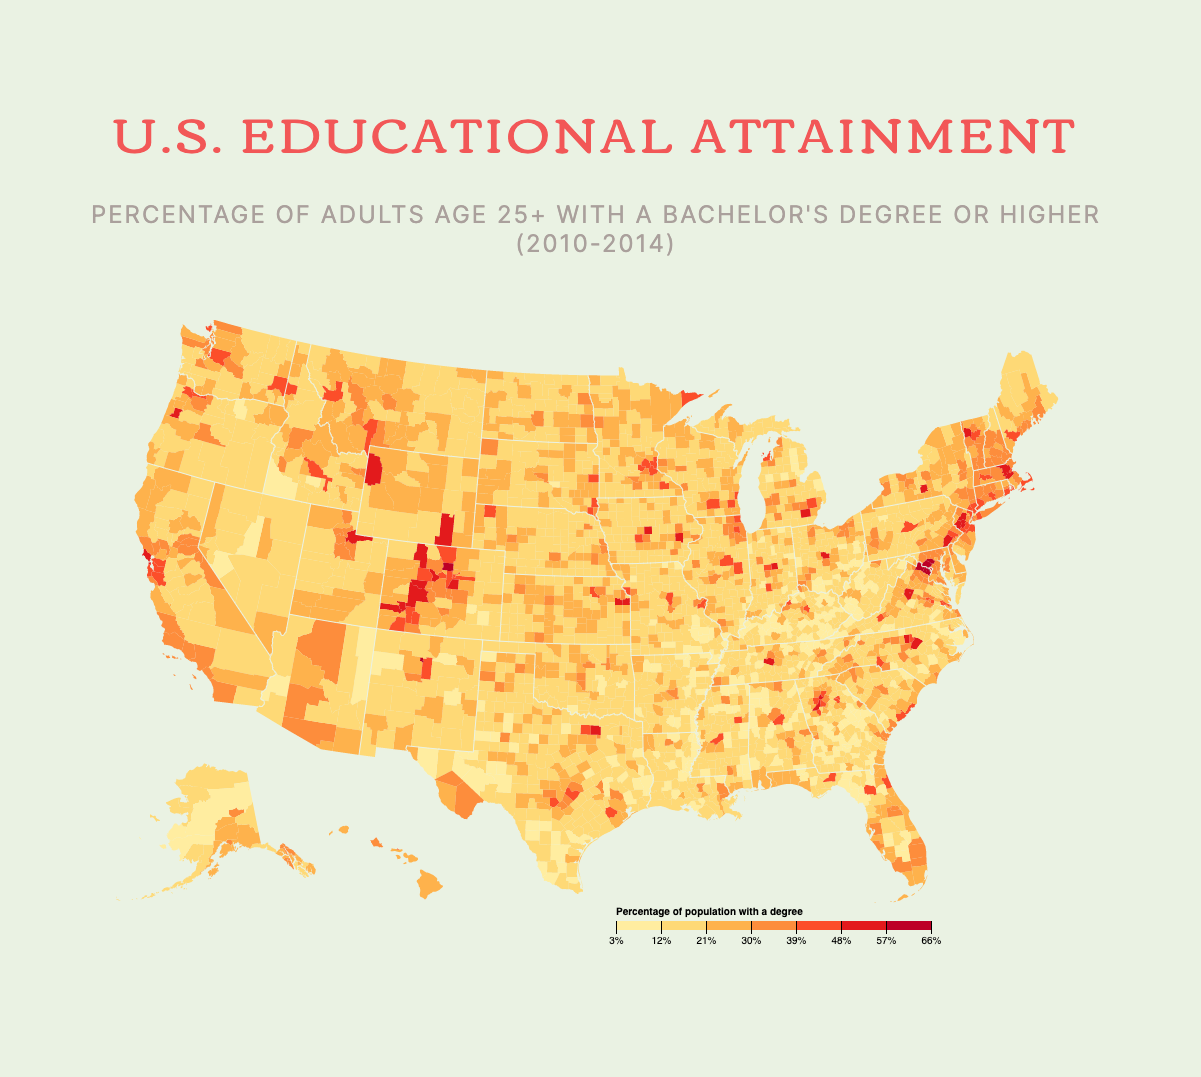 U.S. EDUCATIONAL ATTAINMENT
PERCENTAGE OF ADULTS AGE 25+ WITH A BACHELOR'S DEGREE OR HIGHER
(2010-2014)
Percentage of population with a degree
3% 12% 21% 30% 39% 48% 57% 66%